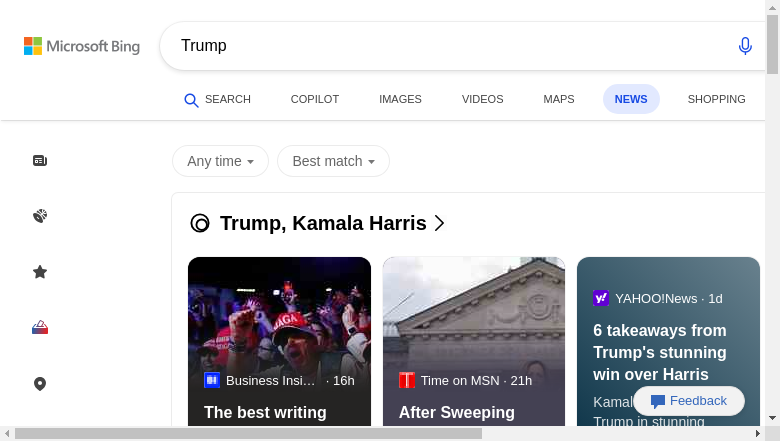 Microsoft Bing
Trump
SEARCH
COPILOT
IMAGES
VIDEOS
MAPS
NEWS
SHOPPING
Any time
Best match
Trump, Kamala Harris
MAGA
Business Insi… · 16h
The best writing
Time on MSN · 21h
After Sweeping
YAHOO!News · 1d
6 takeaways from
Trump's stunning
win over Harris
Trump in stunning
Feedback